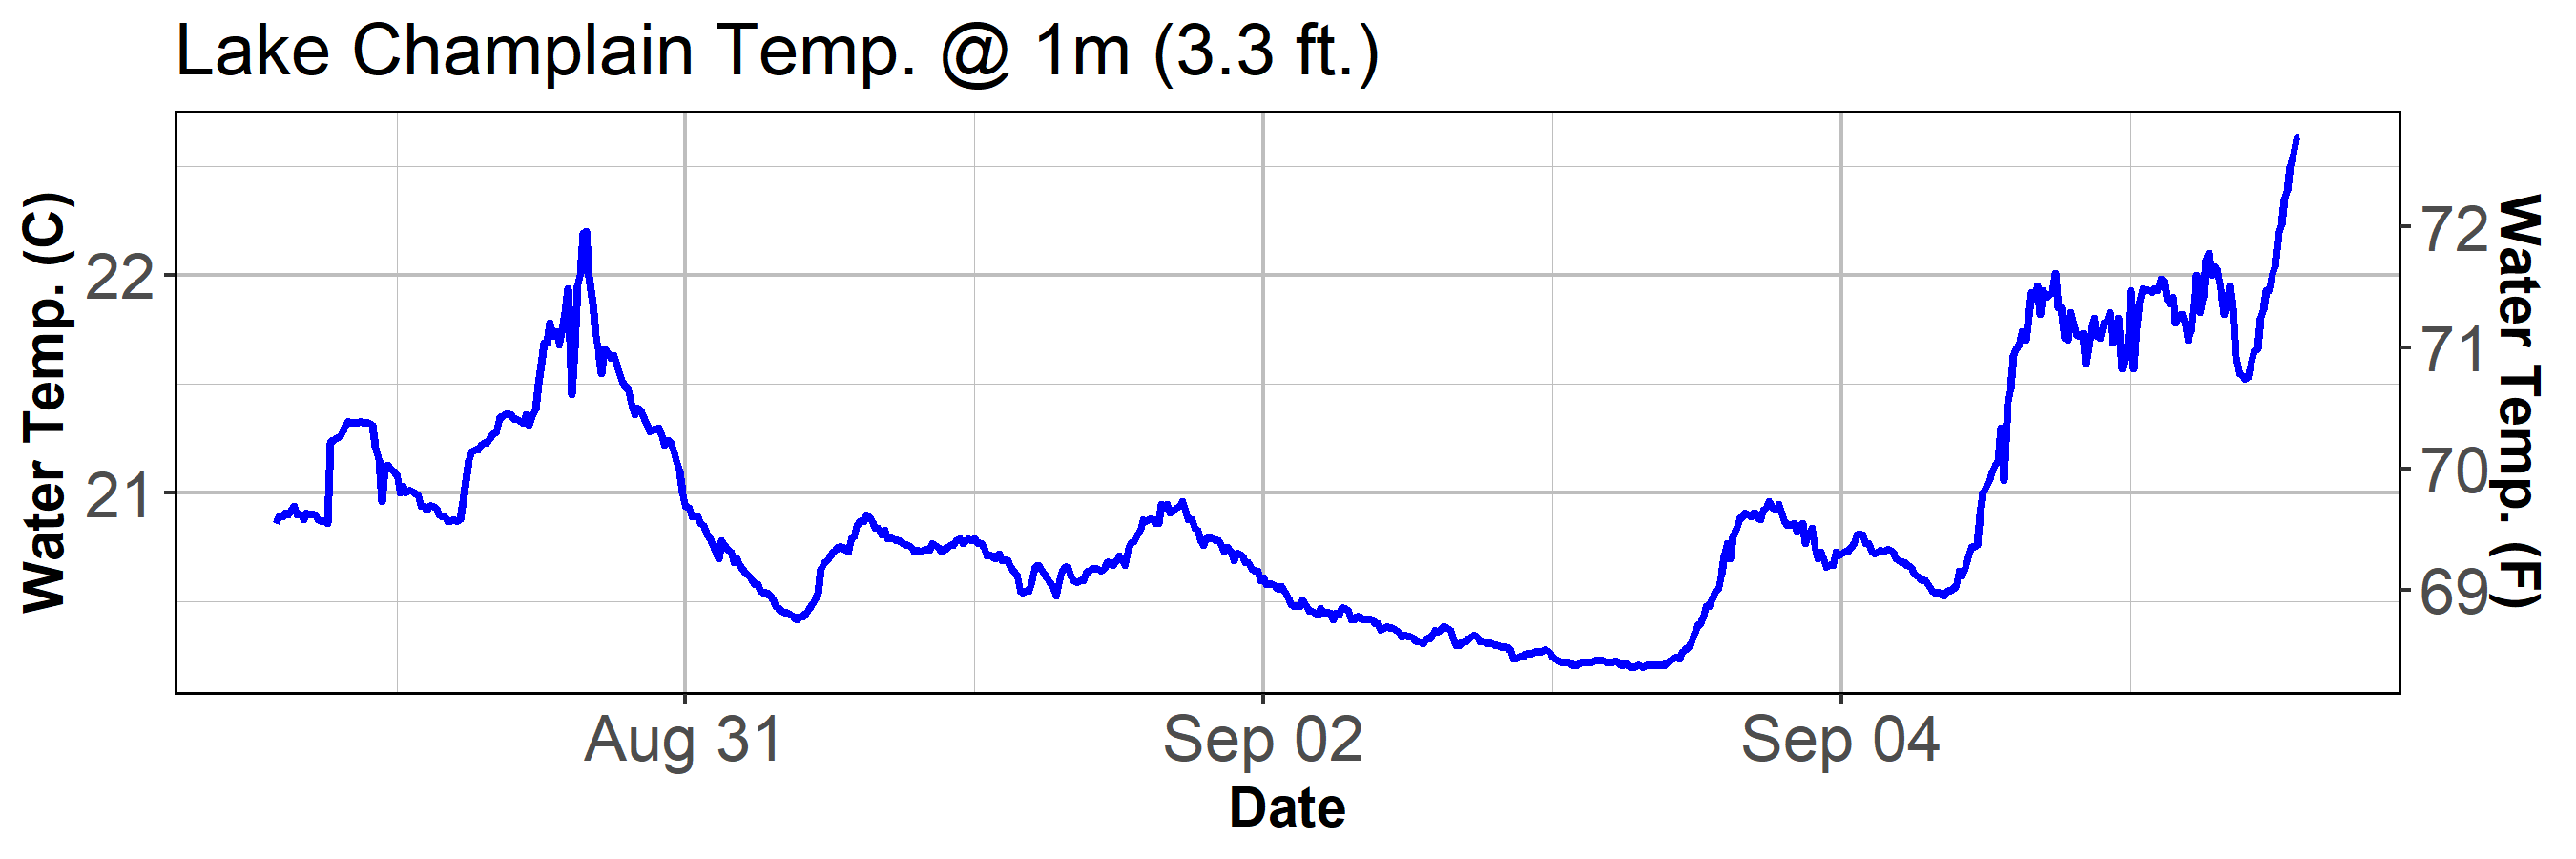 Lake Champlain Temp. @ 1m (3.3 ft.)
Water Temp. (C)
22
21
72
71
70
69
Water Temp. (F)
Aug 31
Sep 02
Sep 04
Date